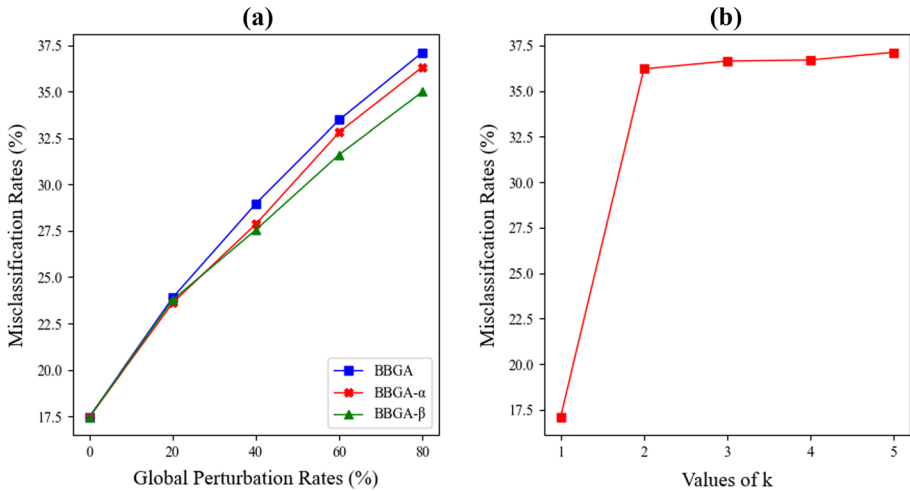 (a)
Misclassification Rates (%)
37.5
35.0
32.5
30.0
27.5
25.0
22.5
20.0
17.5
BBGA
BBGA-α
BBGA-β
0 20 40 60 80
Global Perturbation Rates (%)
(b)
Misclassification Rates (%)
37.5
35.0
32.5
30.0
27.5
25.0
22.5
20.0
17.5
1 2 3 4 5
Values of k